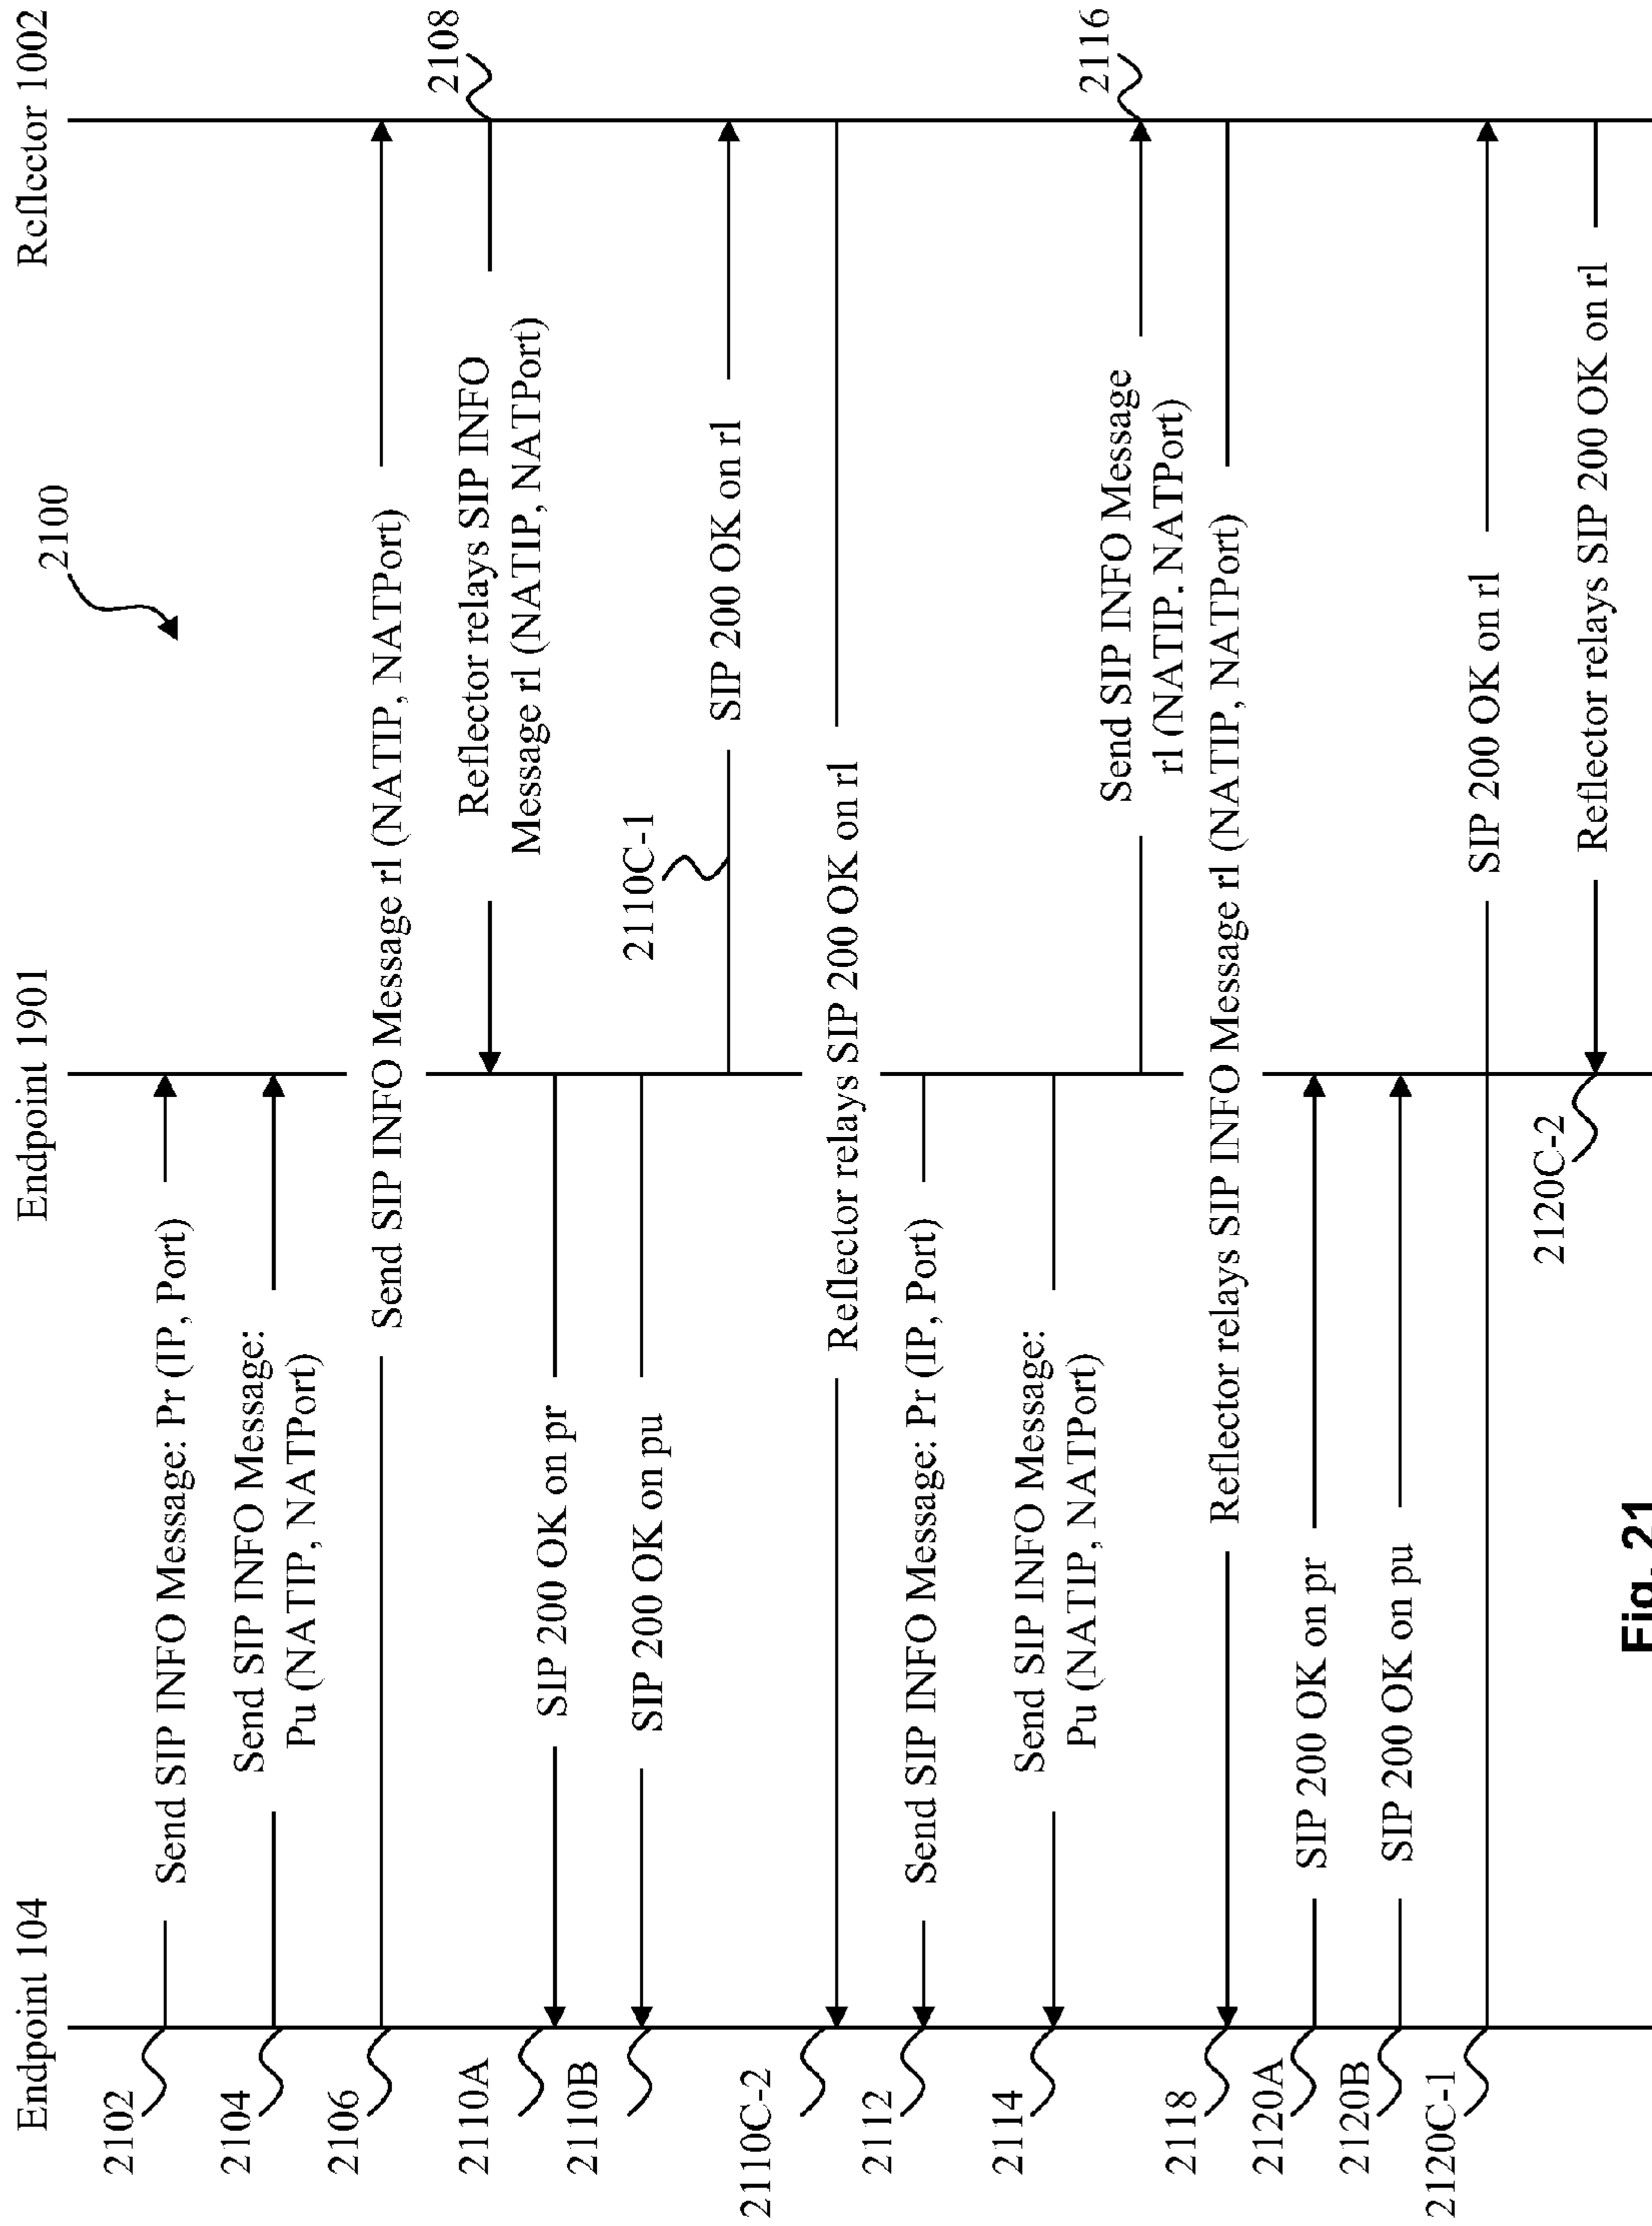 Endpoint 104
Endpoint 1901
Reflector 1002
2100
2102
Send SIP INFO Message: Pr (IP, Port)
2104
Send SIP INFO Message:
Pu (NATIP, NATPort)
2106
Send SIP INFO Message rl (NATIP, NATPort)
2108
Reflector relays SIP INFO
Message rl (NATIP, NATPort)
2110A
SIP 200 OK on pr
2110B
SIP 200 OK on pu
2110C-1
SIP 200 OK on rl
2110C-2
Reflector relays SIP 200 OK on rl
2112
Send SIP INFO Message: Pr (IP, Port)
2114
Send SIP INFO Message:
Pu (NATIP, NATPort)
2116
Send SIP INFO Message
rl (NATIP. NATPort)
2118
Reflector relays SIP INFO Message rl (NATIP, NATPort)
2120A
SIP 200 OK on pr
2120B
SIP 200 OK on pu
2120C-1
SIP 200 OK on rl
2120C-2
Reflector relays SIP 200 OK on rl
Fig. 21